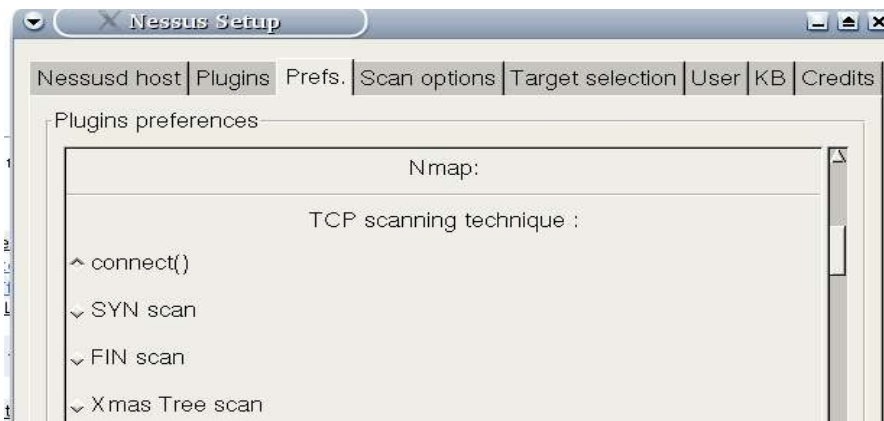 Nessus Setup
Nessusd host Plugins Prefs. Scan options Target selection User KB Credits
Plugins preferences
Nmap:
TCP scanning technique :
connect()
SYN scan
FIN scan
Xmas Tree scan